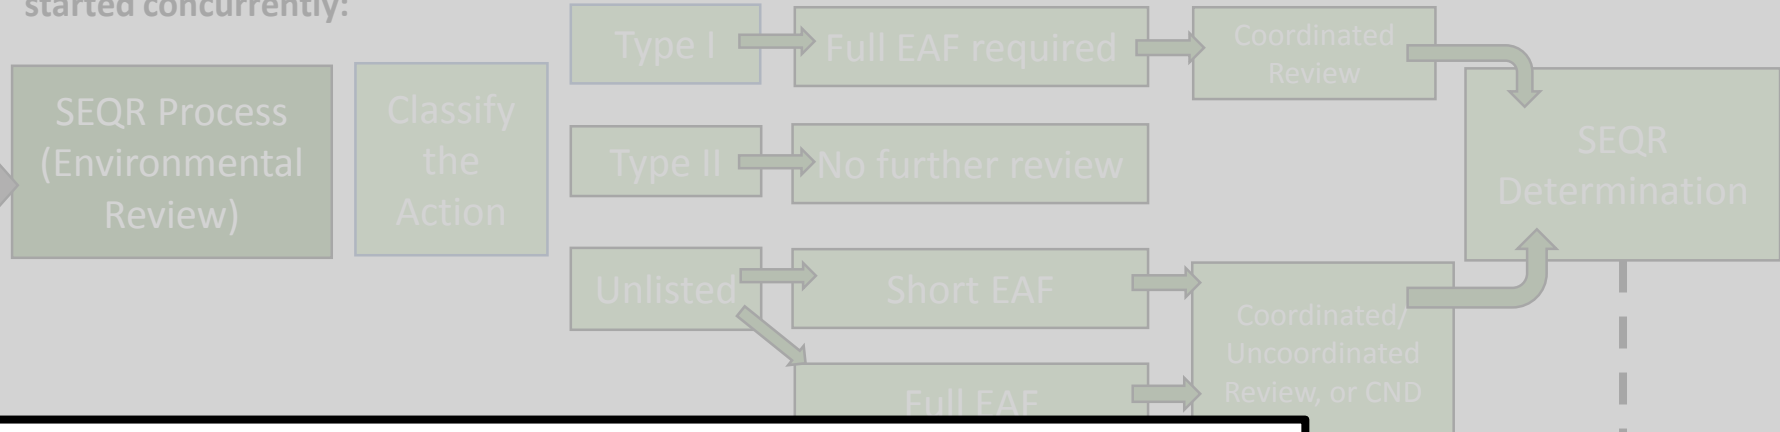 started concurrently:
SEQR Process
(Environmental
Review)
Classify
the
Action
Type I
Full EAF required
Coordinated
Review
Type II
No further review
Unlisted
Short EAF
Full EAF
Coordinated/
Uncoordinated
Review, or CND
SEQR
Determination